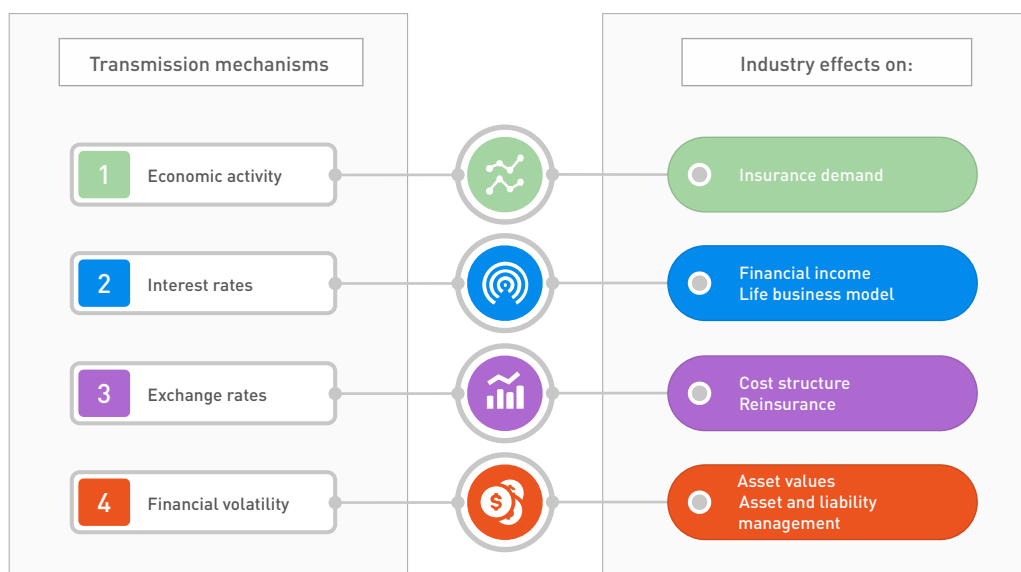 Transmission mechanisms
Industry effects on:
1
Economic activity
Insurance demand
2
Interest rates
Financial income
Life business model
3
Exchange rates
Cost structure
Reinsurance
4
Financial volatility
$
$
$
Asset values
Asset and liability
management